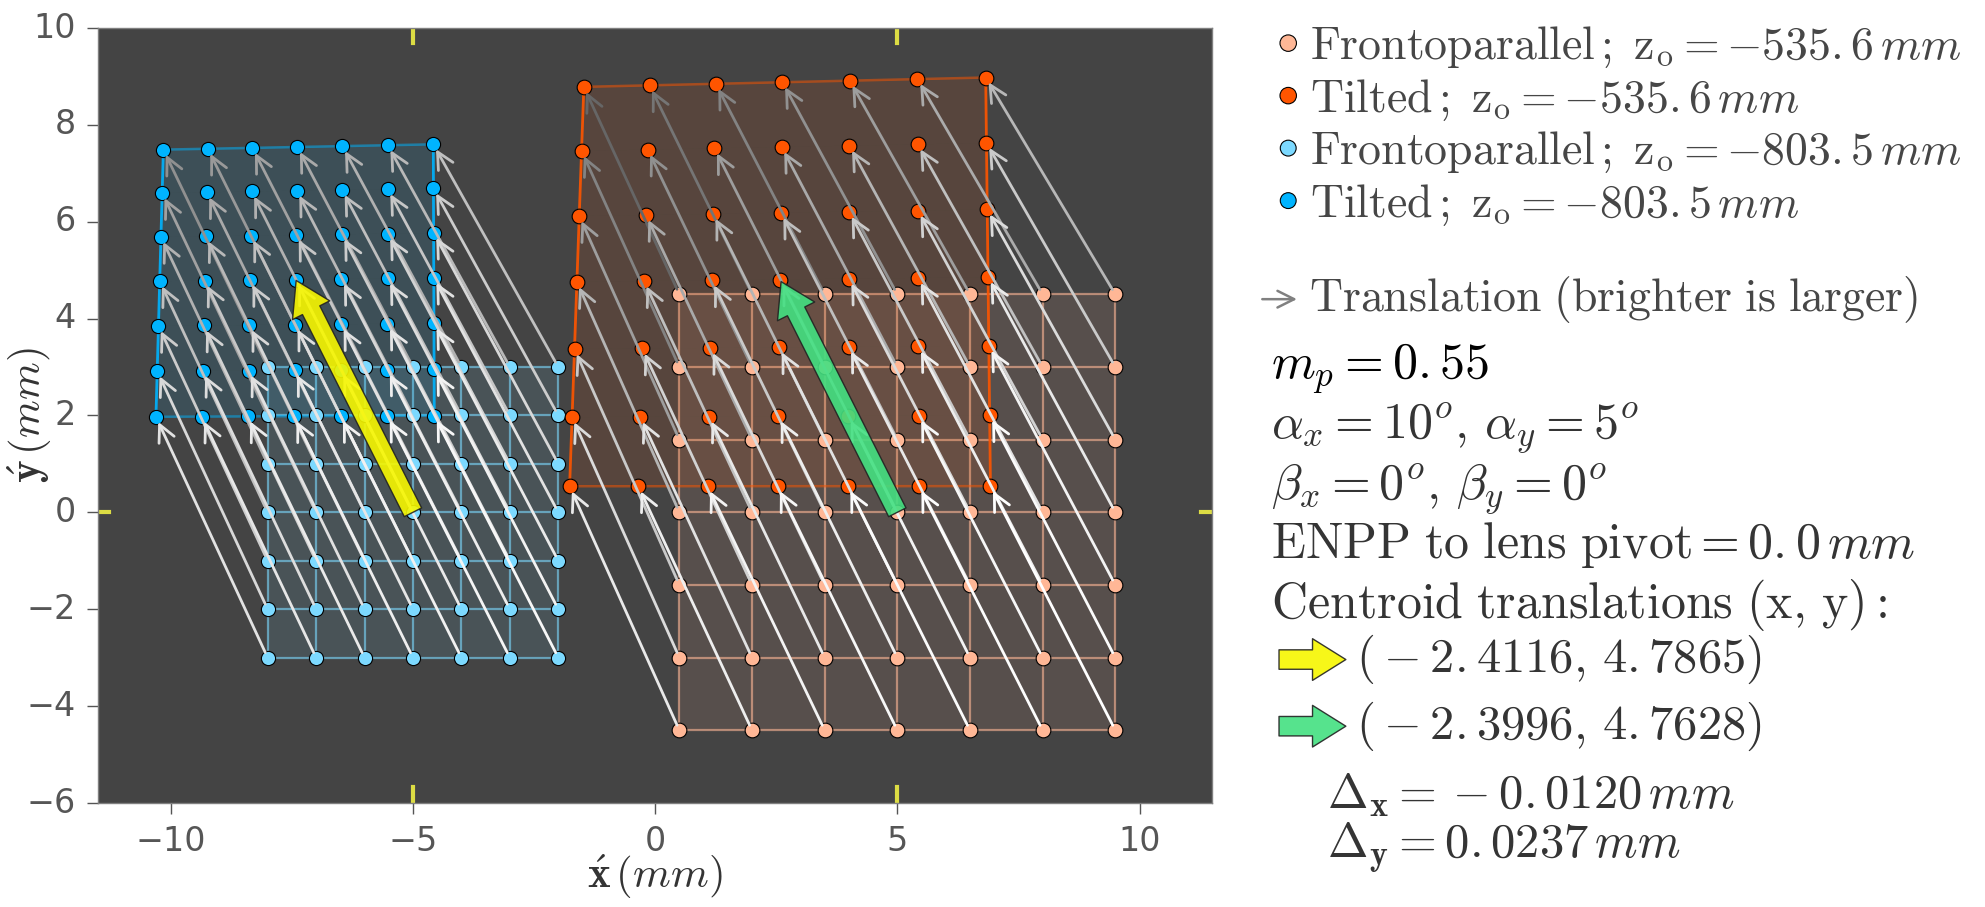 10
8
6
4
2
0
−2
−4
−6
−10
−5
0
5
10
x́ (mm)
ý (mm)
Frontoparallel; zₒ = −535.6 mm
Tilted; zₒ = −535.6 mm
Frontoparallel; zₒ = −803.5 mm
Tilted; zₒ = −803.5 mm
Translation (brighter is larger)
mₚ = 0.55
αₓ = 10°, α_y = 5°
βₓ = 0°, β_y = 0°
ENPP to lens pivot = 0.0 mm
Centroid translations (x, y) :
(−2.4116, 4.7865)
(−2.3996, 4.7628)
Δₓ = −0.0120 mm
Δ_y = 0.0237 mm